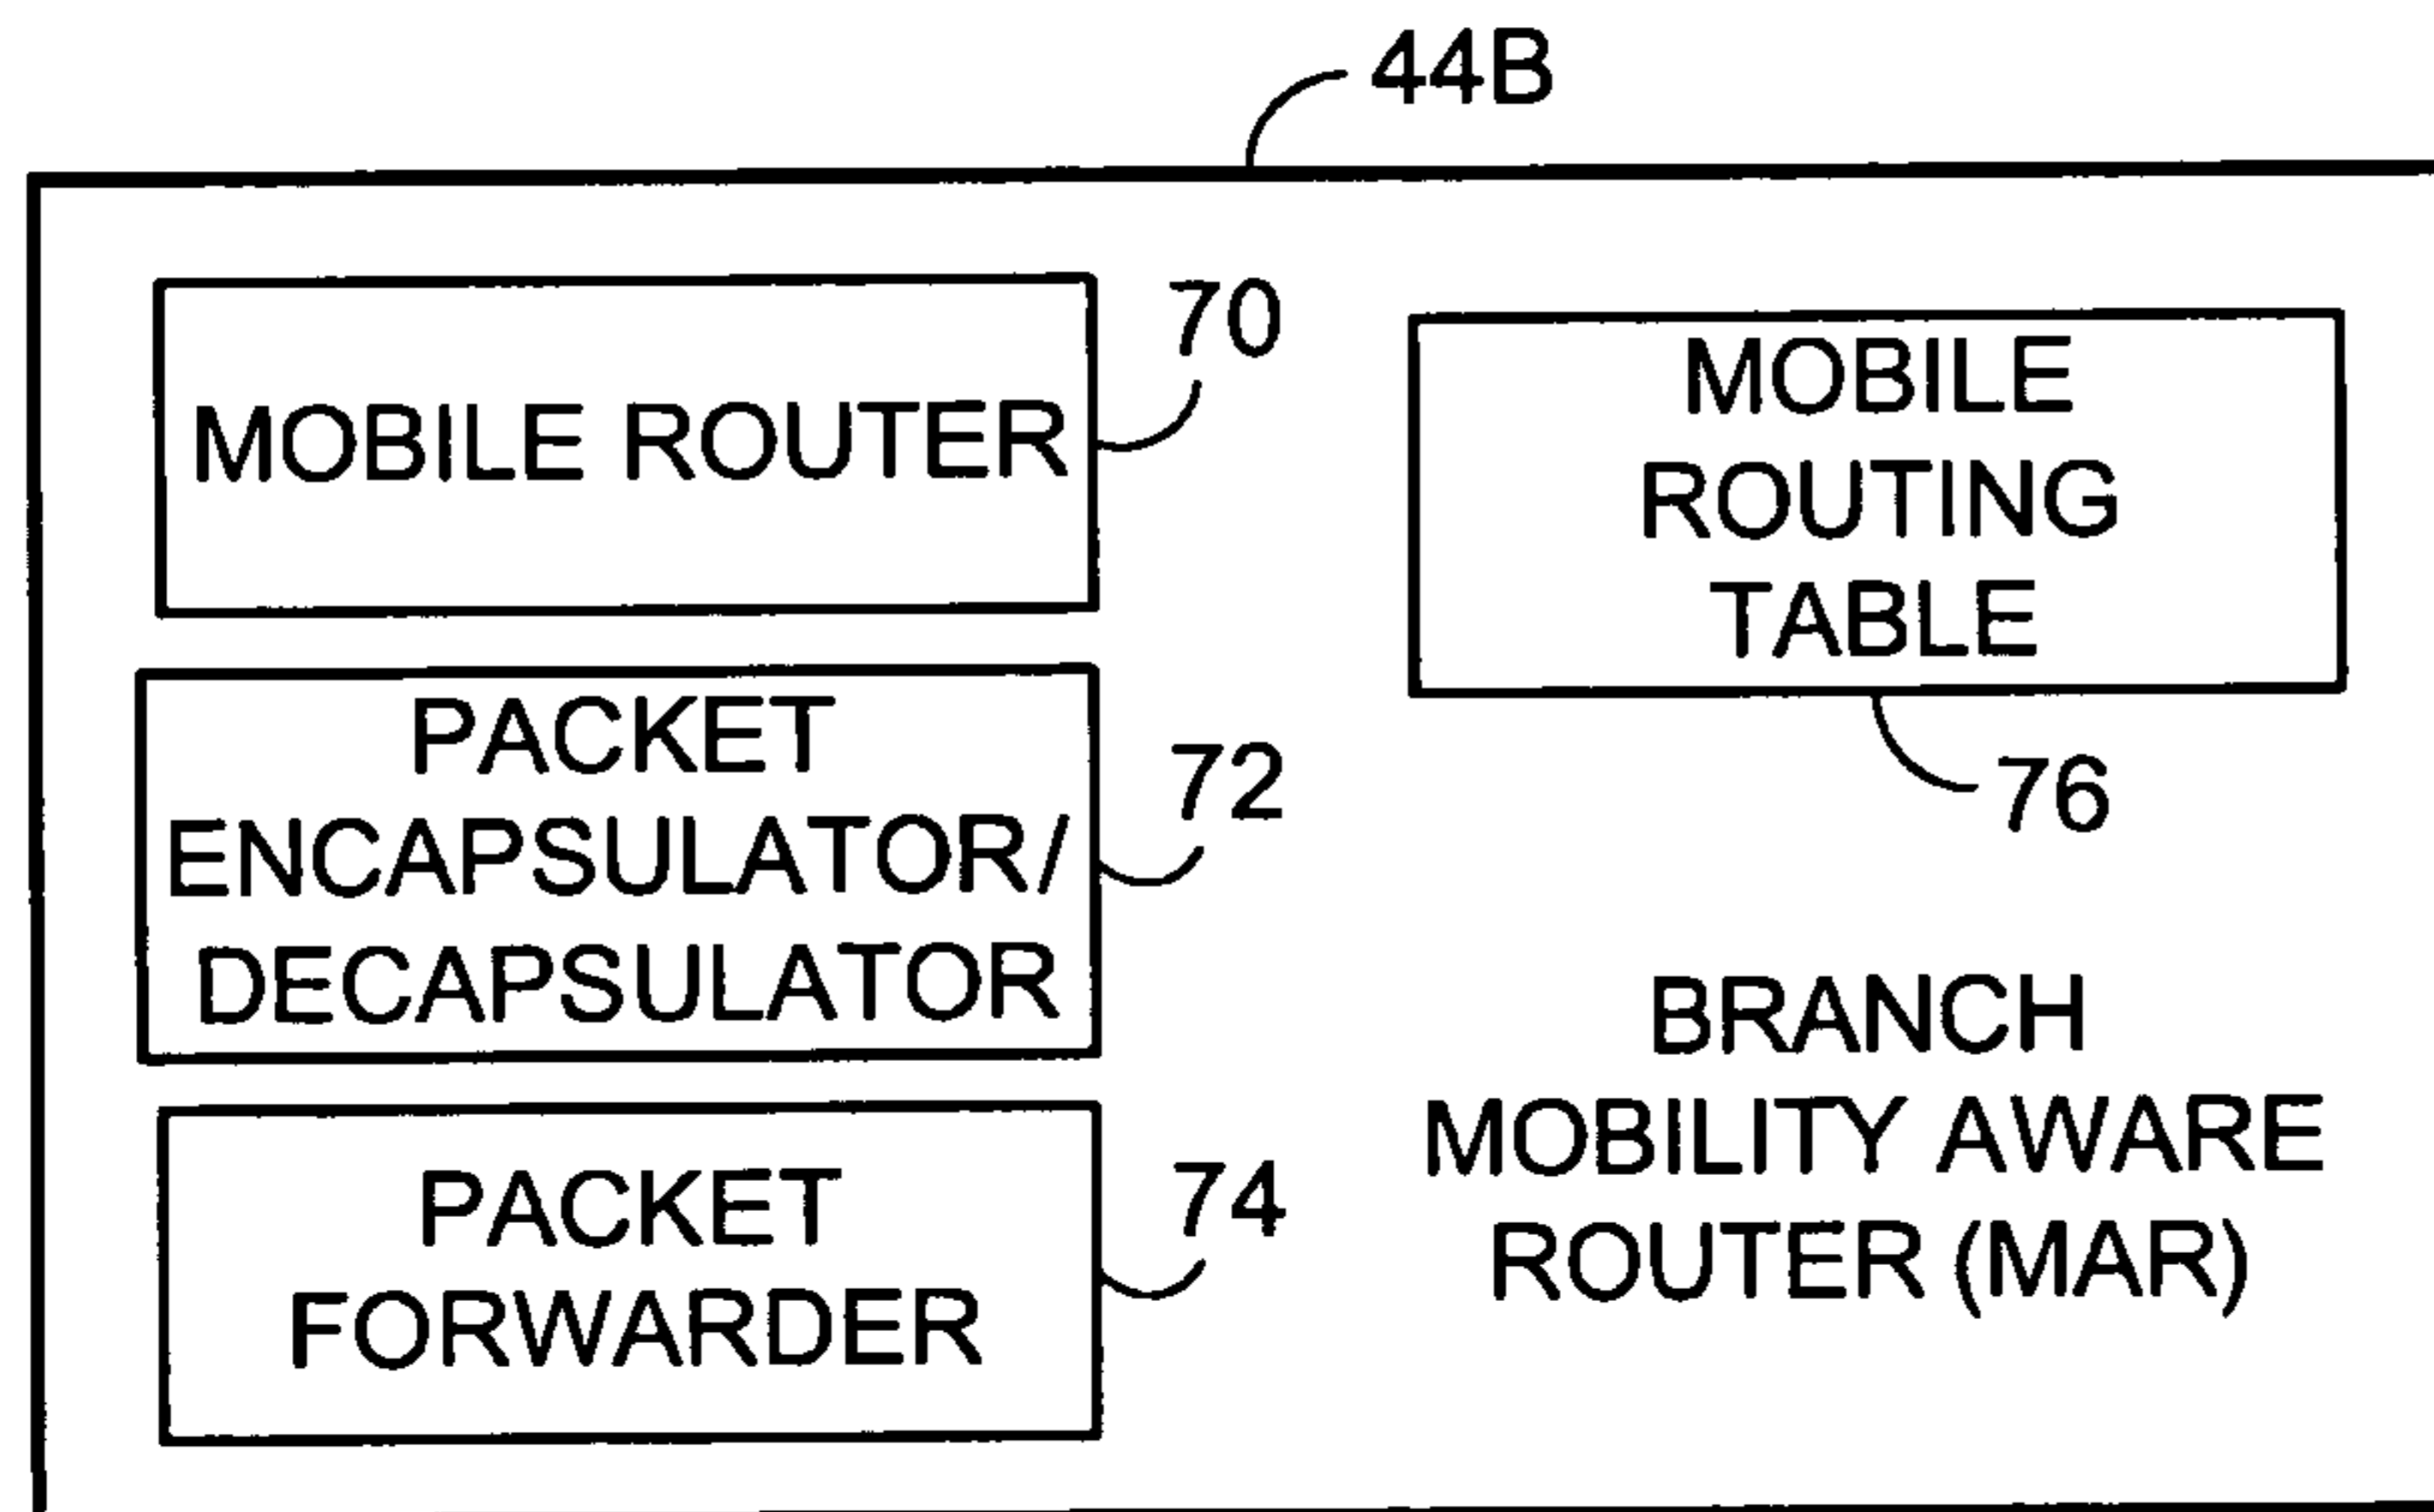 44B
MOBILE ROUTER
70
PACKET
ENCAPSULATOR/
DECAPSULATOR
72
PACKET
FORWARDER
74
MOBILE
ROUTING
TABLE
76
BRANCH
MOBILITY AWARE
ROUTER (MAR)